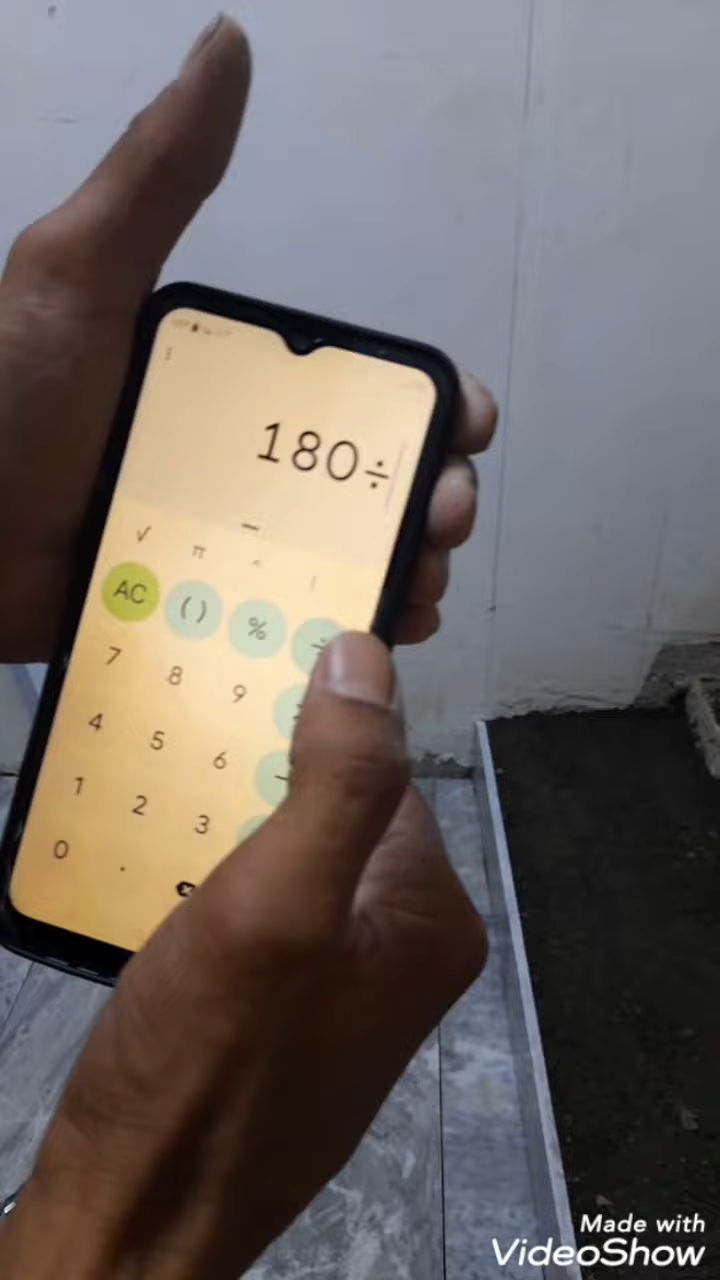 180÷
√ π ^ !
AC ( ) % ÷
7 8 9
4 5 6
1 2 3
0 .
Made with
VideoShow